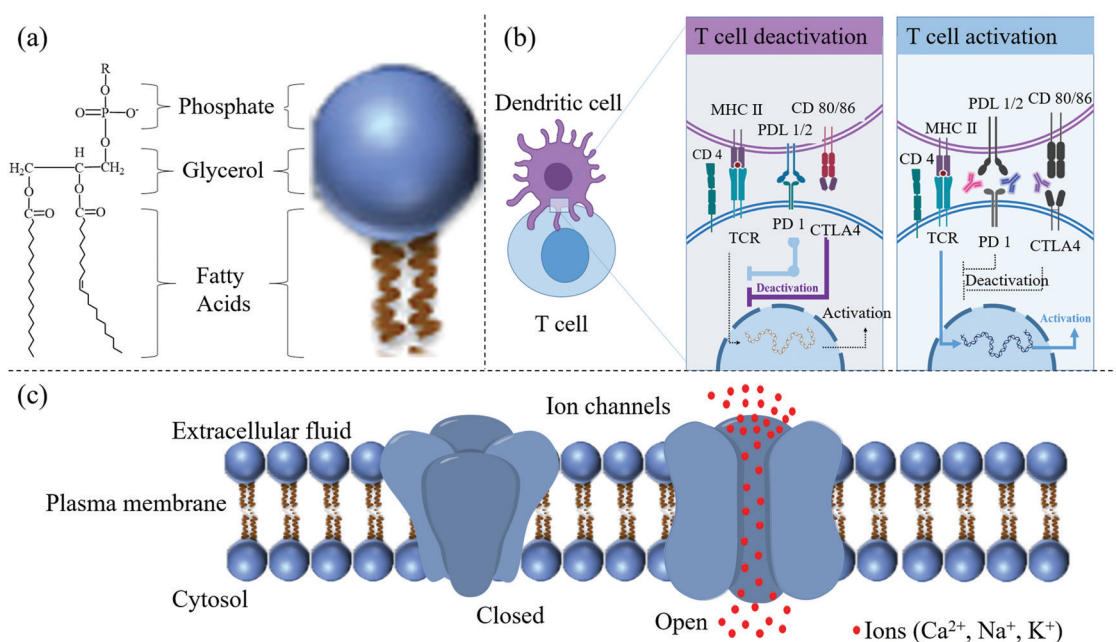 (a)
R
O
O=P-O-
O
Phosphate
H
H₂C
CH₂
Glycerol
O
O
C=O
C=O
Fatty
Acids
(b)
Dendritic cell
T cell
T cell deactivation
MHC II
CD 80/86
PDL 1/2
CD 4
PD 1
TCR
CTLA4
Deactivation
Activation
T cell activation
PDL 1/2
CD 80/86
MHC II
CD 4
TCR
PD 1
CTLA4
Deactivation
Activation
(c)
Ion channels
Extracellular fluid
Plasma membrane
Cytosol
Closed
Open
Ions (Ca²⁺, Na⁺, K⁺)